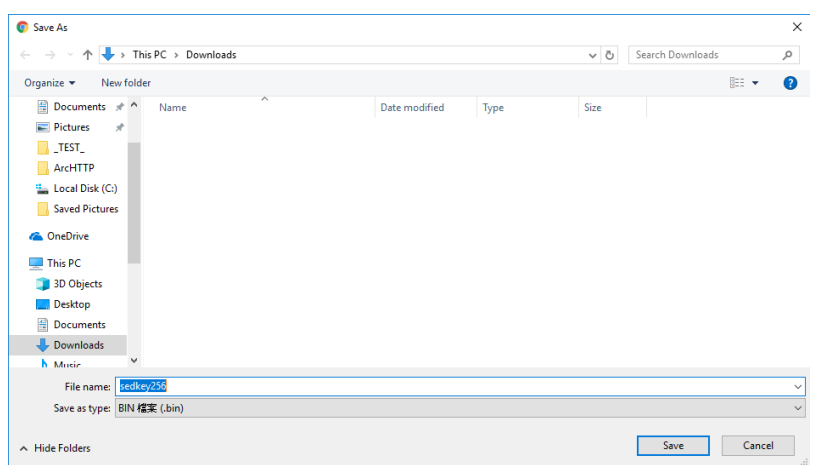 Save As
This PC > Downloads
Search Downloads
Organize
New folder
Name
Date modified
Type
Size
Documents
Pictures
_TEST_
ArcHTTP
Local Disk (C:)
Saved Pictures
OneDrive
This PC
3D Objects
Desktop
Documents
Downloads
Music
File name: sedkey256
Save as type: BIN 檔案 (.bin)
Hide Folders
Save
Cancel